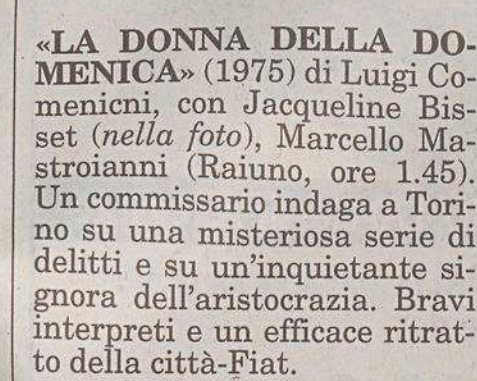 «LA DONNA DELLA DO-
MENICA» (1975) di Luigi Co-
menicni, con Jacqueline Bis-
set (nella foto), Marcello Ma-
stroianni (Raiuno, ore 1.45).
Un commissario indaga a Tori-
no su una misteriosa serie di
delitti e su un'inquietante si-
gnora dell'aristocrazia. Bravi
interpreti e un efficace ritrat-
to della città-Fiat.